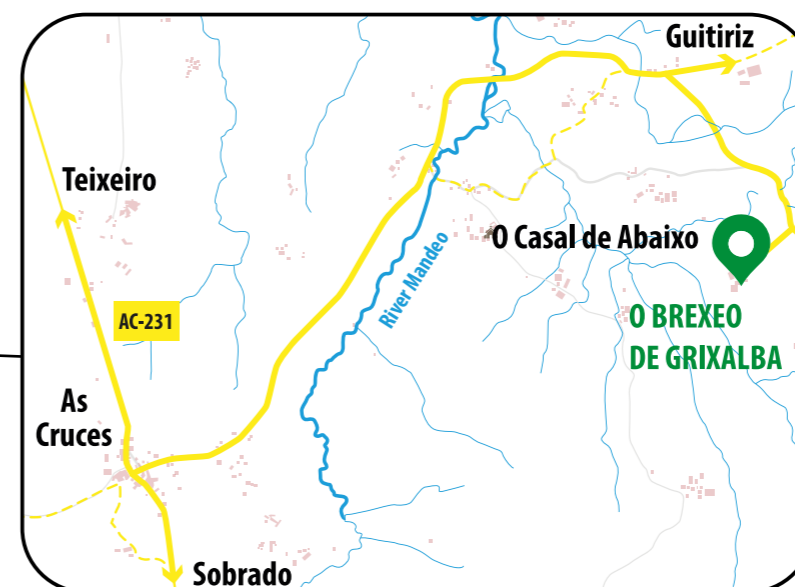 Guitiriz
Teixeiro
O Casal de Abaixo
River Mandeo
AC-231
O BREXEO
DE GRIXALBA
As
Cruces
Sobrado